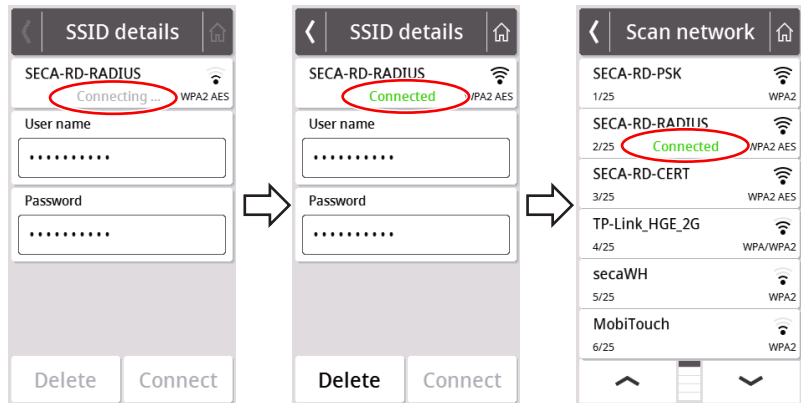 SSID details
SECA-RD-RADIUS
Connecting ... WPA2 AES
User name
..........
Password
..........
Delete Connect
SSID details
SECA-RD-RADIUS
Connected WPA2 AES
User name
..........
Password
..........
Delete Connect
Scan network
SECA-RD-PSK
1/25 WPA2
SECA-RD-RADIUS
2/25 Connected WPA2 AES
SECA-RD-CERT
3/25 WPA2 AES
TP-Link_HGE_2G
4/25 WPA/WPA2
secaWH
5/25 WPA2
MobiTouch
6/25 WPA2